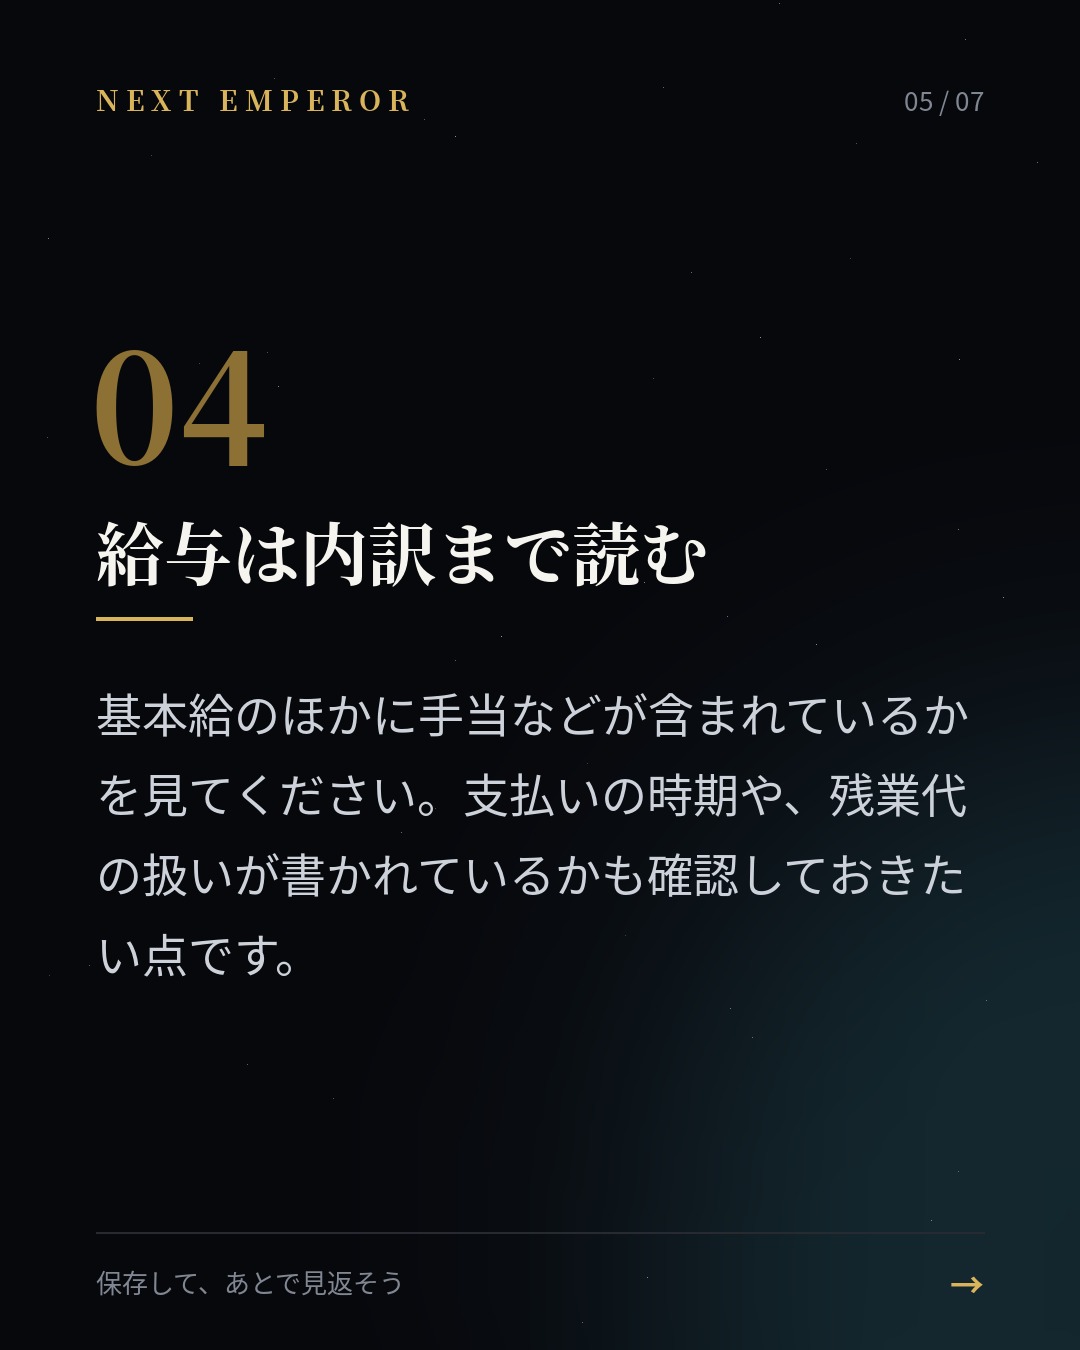 NEXT EMPEROR
05 / 07
04
給与は内訳まで読む
基本給のほかに手当などが含まれているか
を見てください。支払いの時期や、残業代
の扱いが書かれているかも確認しておきた
い点です。
保存して、あとで見返そう
→